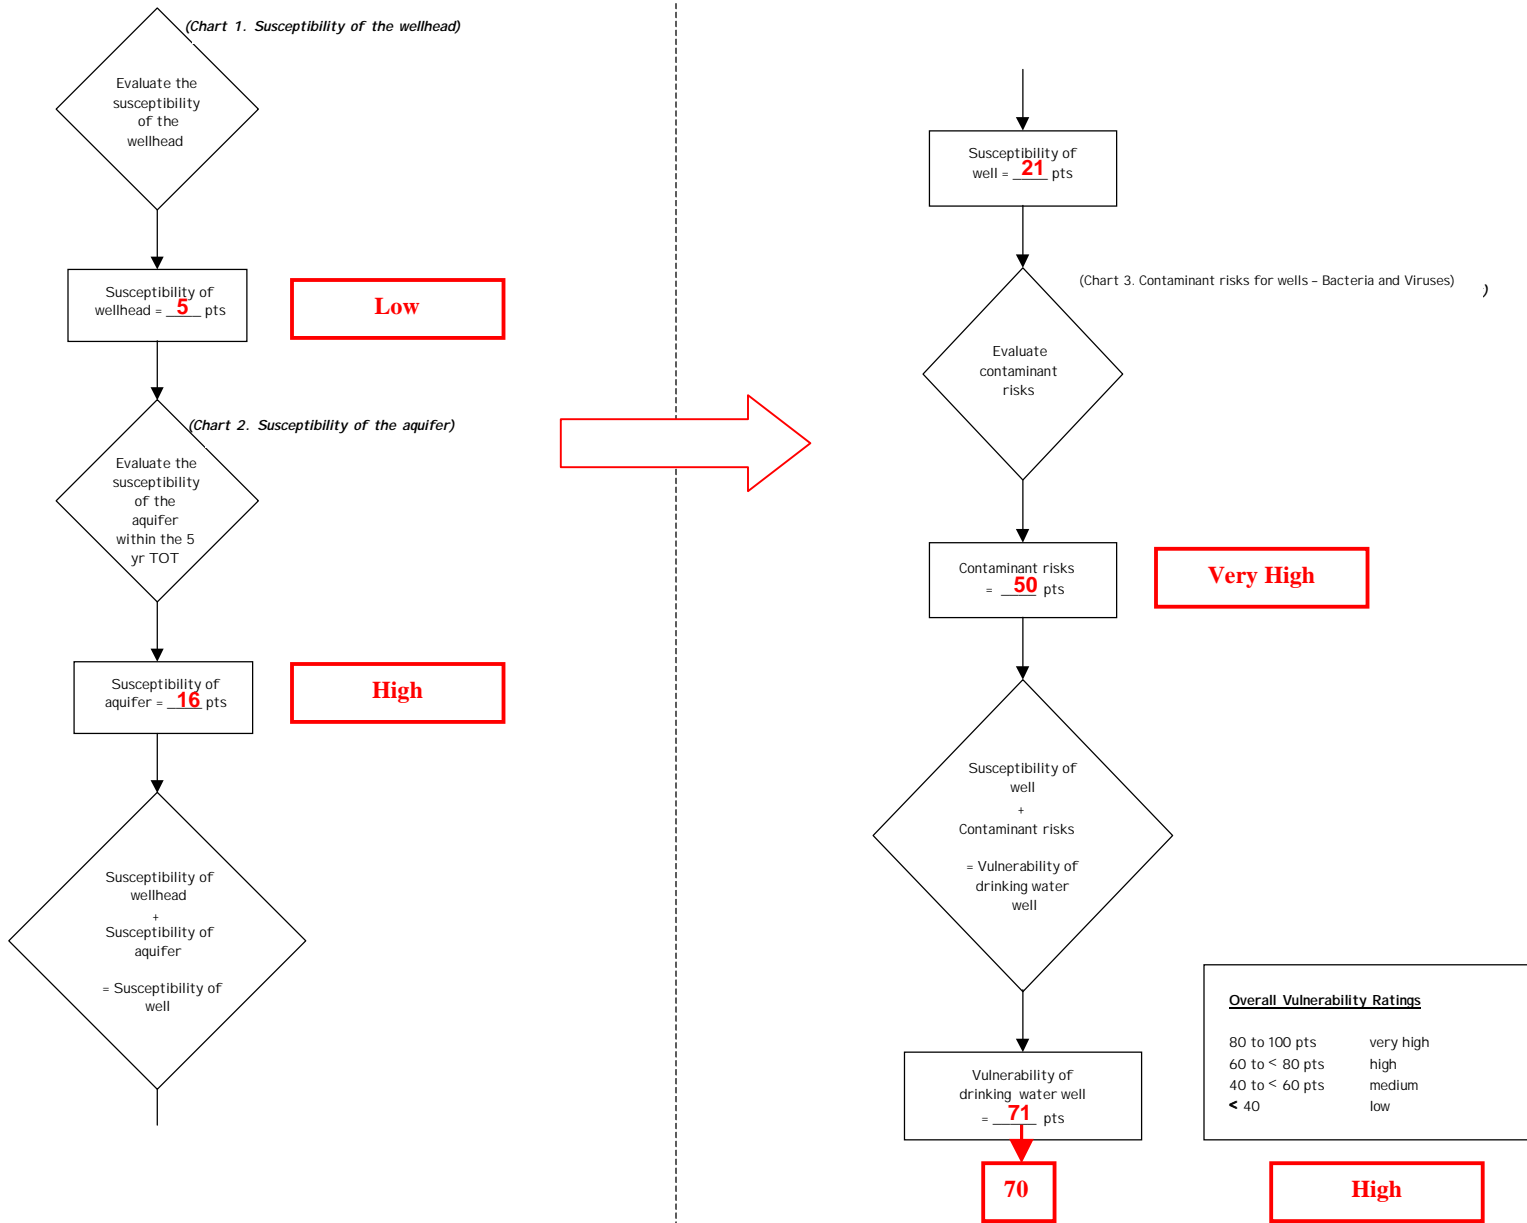 (Chart 1. Susceptibility of the wellhead)
Evaluate the
susceptibility
of the
wellhead
Susceptibility of
wellhead = 5 pts
Low
(Chart 2. Susceptibility of the aquifer)
Evaluate the
susceptibility
of the
aquifer
within the 5
yr TOT
Susceptibility of
aquifer = 16 pts
High
Susceptibility of
wellhead
+
Susceptibility of
aquifer
= Susceptibility of
well
Susceptibility of
well = 21 pts
(Chart 3. Contaminant risks for wells – Bacteria and Viruses)
)
Evaluate
contaminant
risks
Contaminant risks
= 50 pts
Very High
Susceptibility of
well
+
Contaminant risks
= Vulnerability of
drinking water
well
Vulnerability of
drinking water well
= 71 pts
70
Overall Vulnerability Ratings
80 to 100 pts very high
60 to < 80 pts high
40 to < 60 pts medium
< 40 low
High